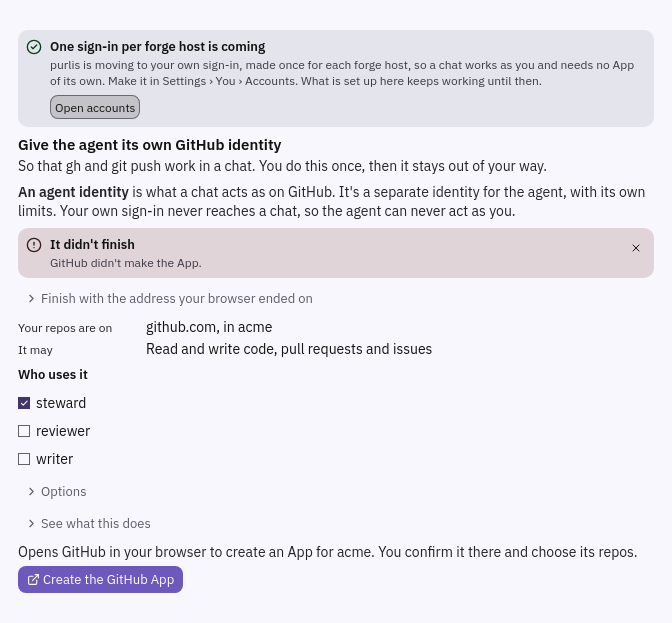 One sign-in per forge host is coming
purlis is moving to your own sign-in, made once for each forge host, so a chat works as you and needs no App
of its own. Make it in Settings › You › Accounts. What is set up here keeps working until then.
Open accounts
Give the agent its own GitHub identity
So that gh and git push work in a chat. You do this once, then it stays out of your way.
An agent identity is what a chat acts as on GitHub. It's a separate identity for the agent, with its own
limits. Your own sign-in never reaches a chat, so the agent can never act as you.
It didn't finish
GitHub didn't make the App.
Finish with the address your browser ended on
Your repos are on github.com, in acme
It may Read and write code, pull requests and issues
Who uses it
steward
reviewer
writer
Options
See what this does
Opens GitHub in your browser to create an App for acme. You confirm it there and choose its repos.
Create the GitHub App